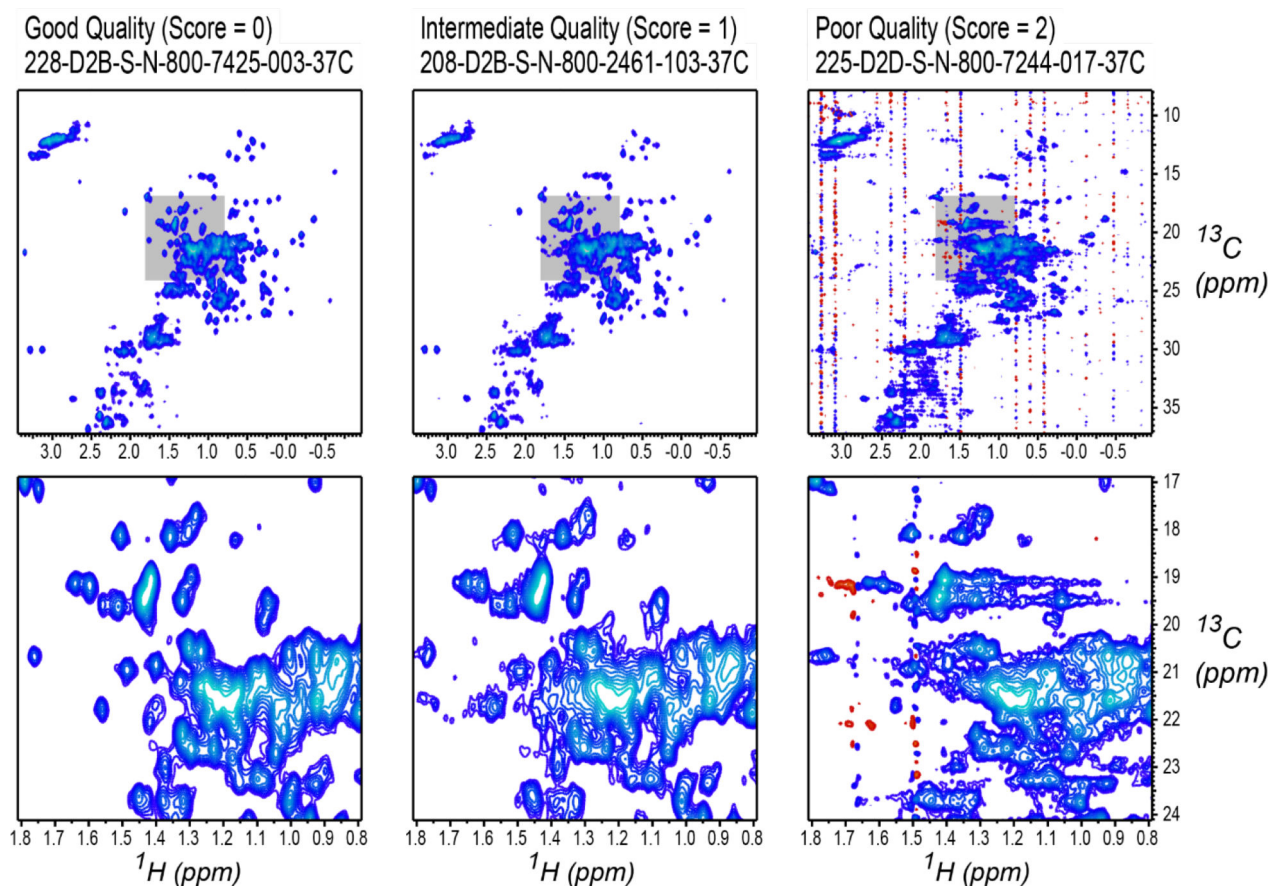 Good Quality (Score = 0)
228-D2B-S-N-800-7425-003-37C
Intermediate Quality (Score = 1)
208-D2B-S-N-800-2461-103-37C
Poor Quality (Score = 2)
225-D2D-S-N-800-7244-017-37C
10
15
20
25
30
35
13C
(ppm)
3.0 2.5 2.0 1.5 1.0 0.5 -0.0 -0.5
3.0 2.5 2.0 1.5 1.0 0.5 -0.0 -0.5
3.0 2.5 2.0 1.5 1.0 0.5 -0.0 -0.5
17
18
19
20
21
22
23
24
13C
(ppm)
1.8 1.7 1.6 1.5 1.4 1.3 1.2 1.1 1.0 0.9 0.8
1.8 1.7 1.6 1.5 1.4 1.3 1.2 1.1 1.0 0.9 0.8
1.8 1.7 1.6 1.5 1.4 1.3 1.2 1.1 1.0 0.9 0.8
1H (ppm)
1H (ppm)
1H (ppm)